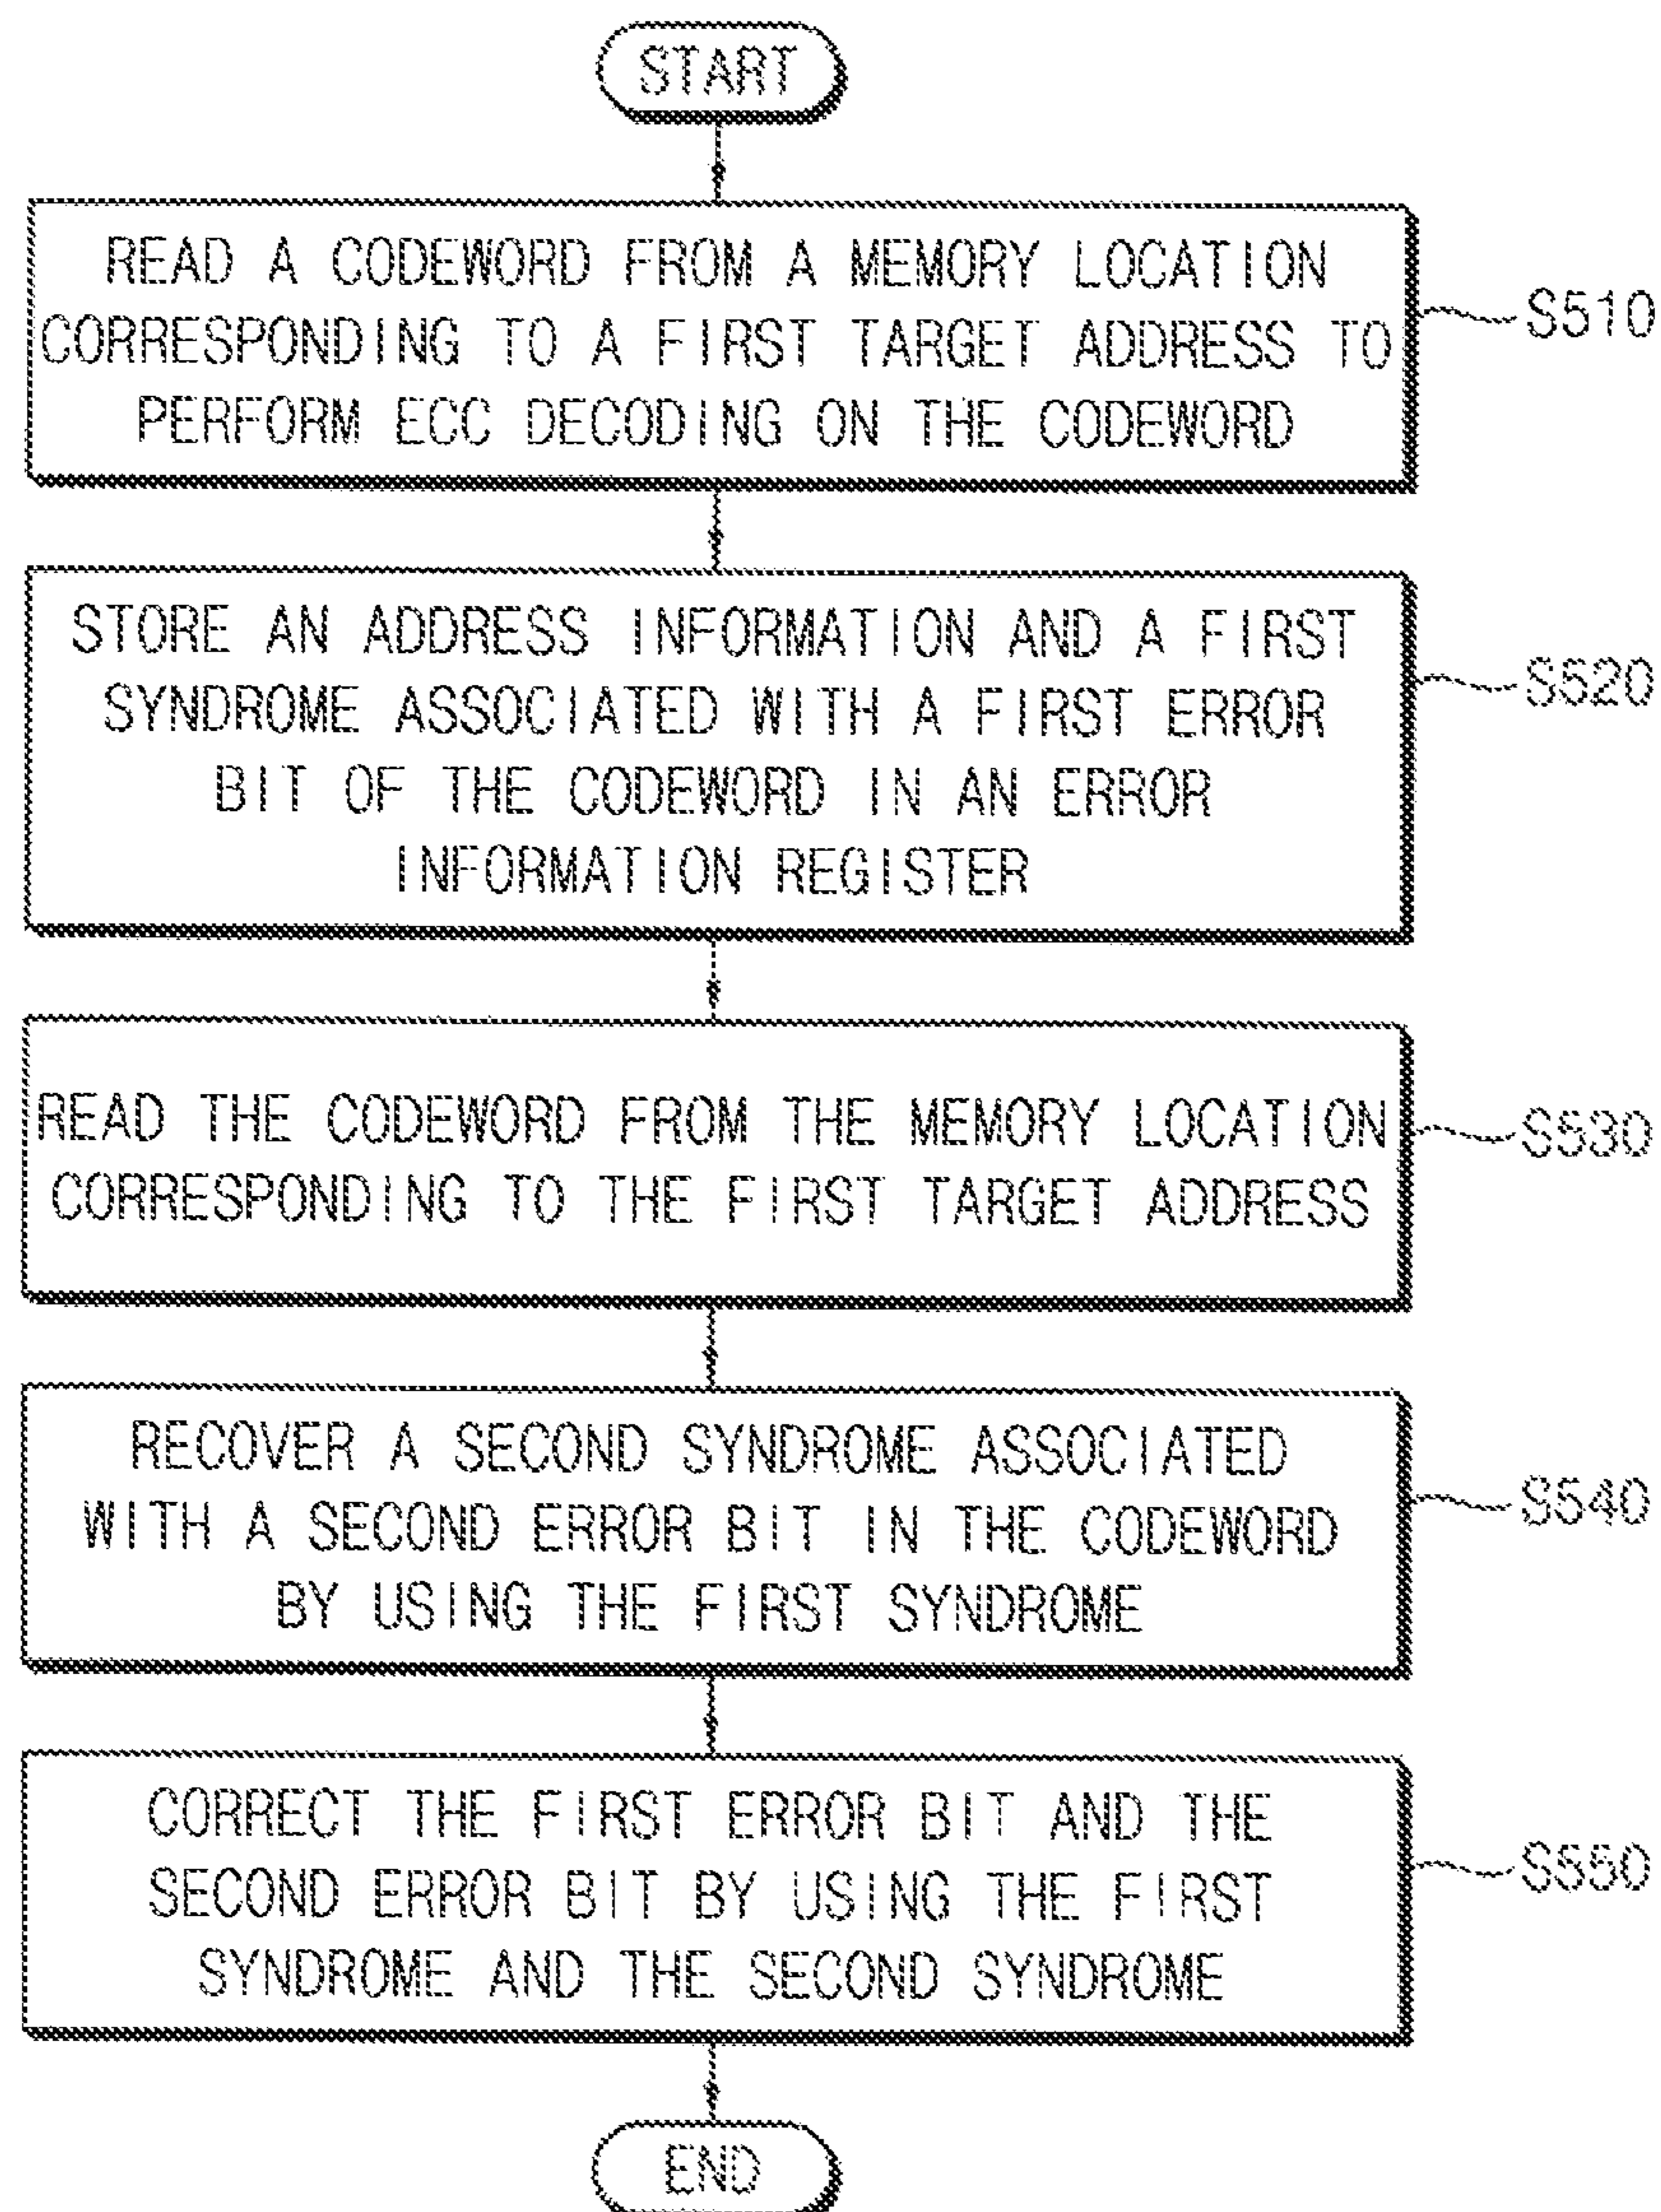 START
READ A CODEWORD FROM A MEMORY LOCATION
CORRESPONDING TO A FIRST TARGET ADDRESS TO
PERFORM ECC DECODING ON THE CODEWORD
S510
STORE AN ADDRESS INFORMATION AND A FIRST
SYNDROME ASSOCIATED WITH A FIRST ERROR
BIT OF THE CODEWORD IN AN ERROR
INFORMATION REGISTER
S520
READ THE CODEWORD FROM THE MEMORY LOCATION
CORRESPONDING TO THE FIRST TARGET ADDRESS
S530
RECOVER A SECOND SYNDROME ASSOCIATED
WITH A SECOND ERROR BIT IN THE CODEWORD
BY USING THE FIRST SYNDROME
S540
CORRECT THE FIRST ERROR BIT AND THE
SECOND ERROR BIT BY USING THE FIRST
SYNDROME AND THE SECOND SYNDROME
S550
END